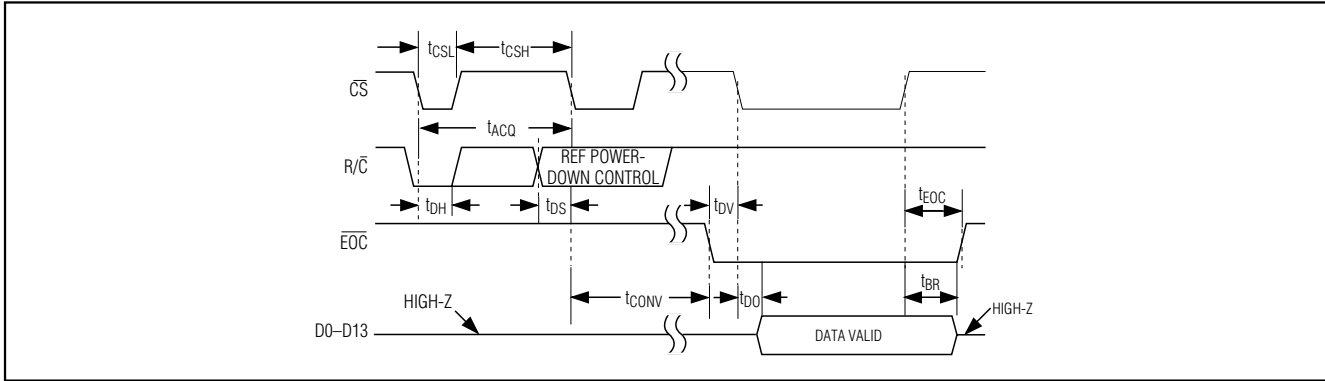 tCSL tCSH
CS
tACQ
R/C
REF POWER-
DOWN CONTROL
tDH tDS tDV tEOC
EOC
tCONV tDO tBR
HIGH-Z HIGH-Z
D0–D13 DATA VALID